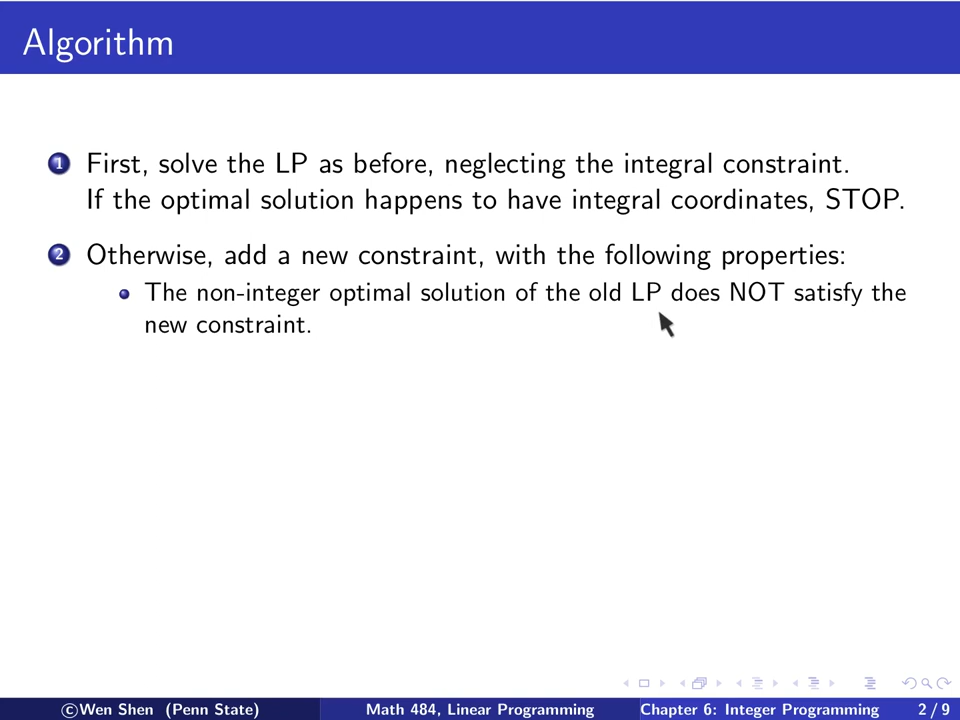 Algorithm
1 First, solve the LP as before, neglecting the integral constraint.
If the optimal solution happens to have integral coordinates, STOP.
2 Otherwise, add a new constraint, with the following properties:
The non-integer optimal solution of the old LP does NOT satisfy the
new constraint.
©Wen Shen (Penn State) Math 484, Linear Programming Chapter 6: Integer Programming 2 / 9